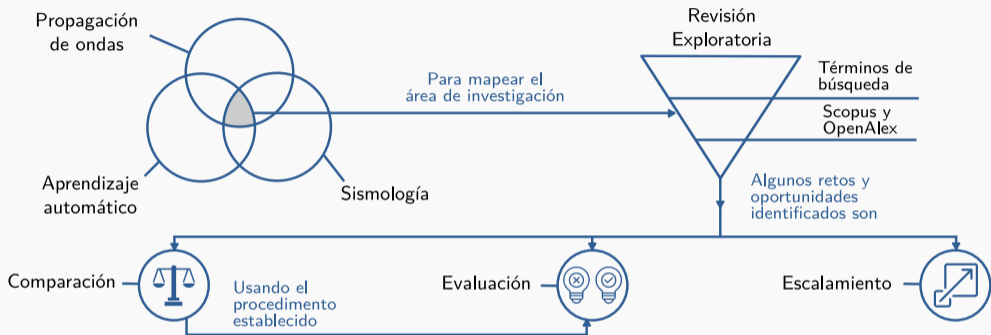 Propagación
de ondas
Revisión
Exploratoria
Para mapear el
área de investigación
Términos de
búsqueda
Scopus y
OpenAlex
Aprendizaje
automático
Sismología
Algunos retos y
oportunidades
identificados son
Comparación
Usando el
procedimento
establecido
Evaluación
Escalamiento